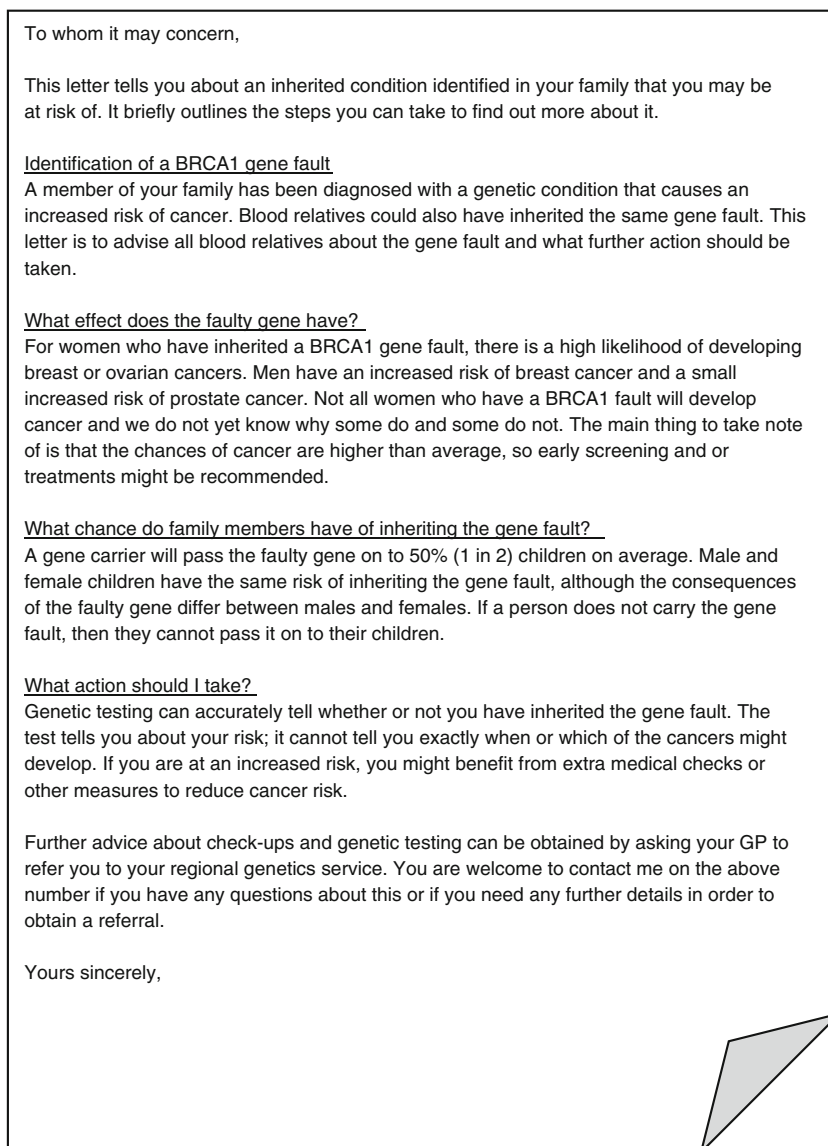 To whom it may concern,
This letter tells you about an inherited condition identified in your family that you may be
at risk of. It briefly outlines the steps you can take to find out more about it.
Identification of a BRCA1 gene fault
A member of your family has been diagnosed with a genetic condition that causes an
increased risk of cancer. Blood relatives could also have inherited the same gene fault. This
letter is to advise all blood relatives about the gene fault and what further action should be
taken.
What effect does the faulty gene have?
For women who have inherited a BRCA1 gene fault, there is a high likelihood of developing
breast or ovarian cancers. Men have an increased risk of breast cancer and a small
increased risk of prostate cancer. Not all women who have a BRCA1 fault will develop
cancer and we do not yet know why some do and some do not. The main thing to take note
of is that the chances of cancer are higher than average, so early screening and or
treatments might be recommended.
What chance do family members have of inheriting the gene fault?
A gene carrier will pass the faulty gene on to 50% (1 in 2) children on average. Male and
female children have the same risk of inheriting the gene fault, although the consequences
of the faulty gene differ between males and females. If a person does not carry the gene
fault, then they cannot pass it on to their children.
What action should I take?
Genetic testing can accurately tell whether or not you have inherited the gene fault. The
test tells you about your risk; it cannot tell you exactly when or which of the cancers might
develop. If you are at an increased risk, you might benefit from extra medical checks or
other measures to reduce cancer risk.
Further advice about check-ups and genetic testing can be obtained by asking your GP to
refer you to your regional genetics service. You are welcome to contact me on the above
number if you have any questions about this or if you need any further details in order to
obtain a referral.
Yours sincerely,